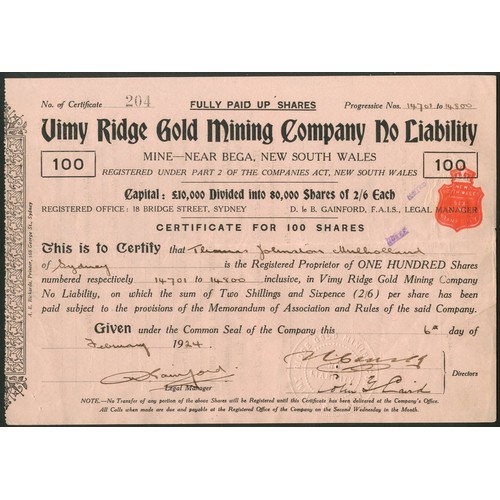 No. of Certificate 204 FULLY PAID UP SHARES Progressive Nos. 14701 to 14800
Vimy Ridge Gold Mining Company No Liability
100 MINE—NEAR BEGA, NEW SOUTH WALES 100
REGISTERED UNDER PART 2 OF THE COMPANIES ACT, NEW SOUTH WALES
Capital: £10,000 Divided into 80,000 Shares of 2/6 Each
REGISTERED OFFICE: 18 BRIDGE STREET, SYDNEY D. le B. GAINFORD, F.A.I.S., LEGAL MANAGER
CERTIFICATE FOR 100 SHARES
This is to Certify that Thomas Johnston Mulholland
of Sydney is the Registered Proprietor of ONE HUNDRED Shares
numbered respectively 14701 to 14800 inclusive, in Vimy Ridge Gold Mining Company
No Liability, on which the sum of Two Shillings and Sixpence (2/6) per share has been
paid subject to the provisions of the Memorandum of Association and Rules of the said Company.
Given under the Common Seal of the Company this 6th day of
February 1924.
Gainford
Legal Manager
Directors
NOTE.—No Transfer of any portion of the above Shares will be Registered until this Certificate has been delivered at the Company's Office.
All Calls when made are due and payable at the Registered Office of the Company on the Second Wednesday in the Month.
A. E. Richards, Printer, George St., Sydney